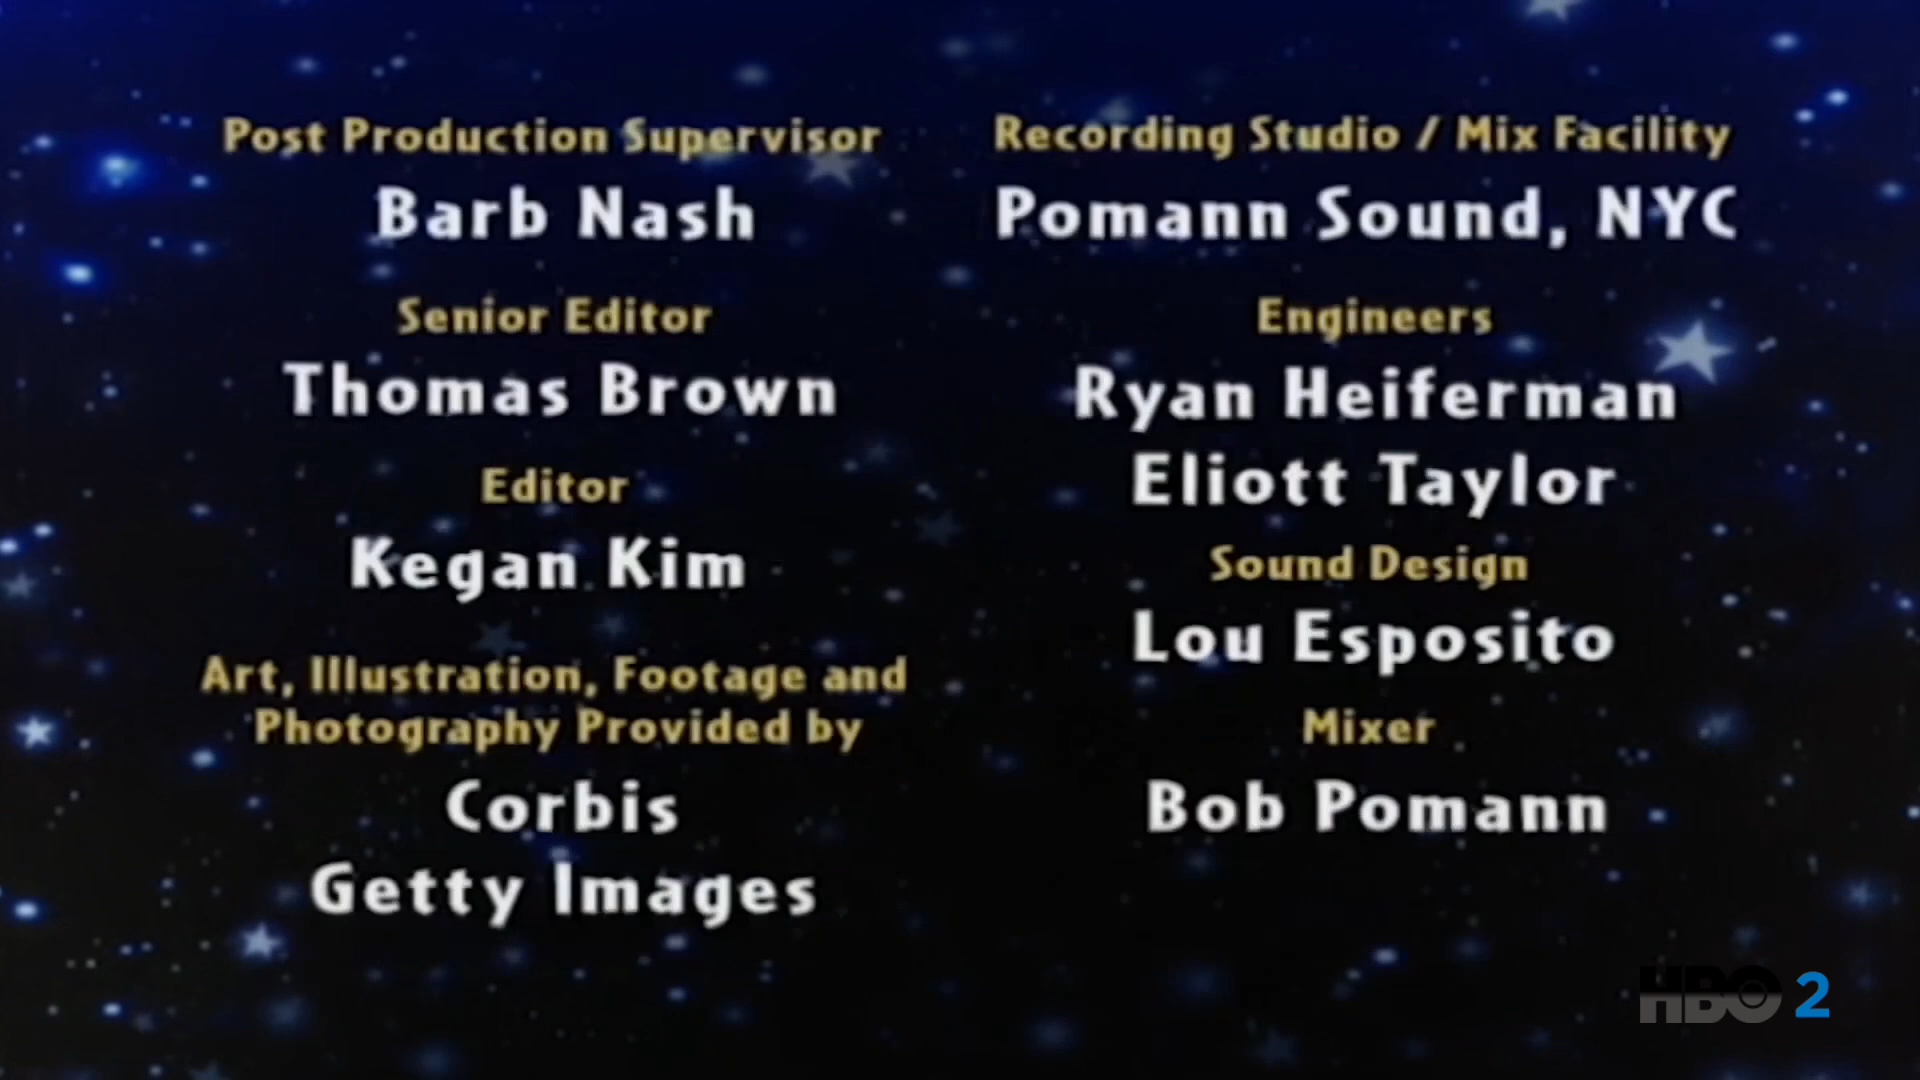 Post Production Supervisor
Barb Nash
Senior Editor
Thomas Brown
Editor
Kegan Kim
Art, Illustration, Footage and
Photography Provided by
Corbis
Getty Images
Recording Studio / Mix Facility
Pomann Sound, NYC
Engineers
Ryan Heiferman
Eliott Taylor
Sound Design
Lou Esposito
Mixer
Bob Pomann
HBO 2